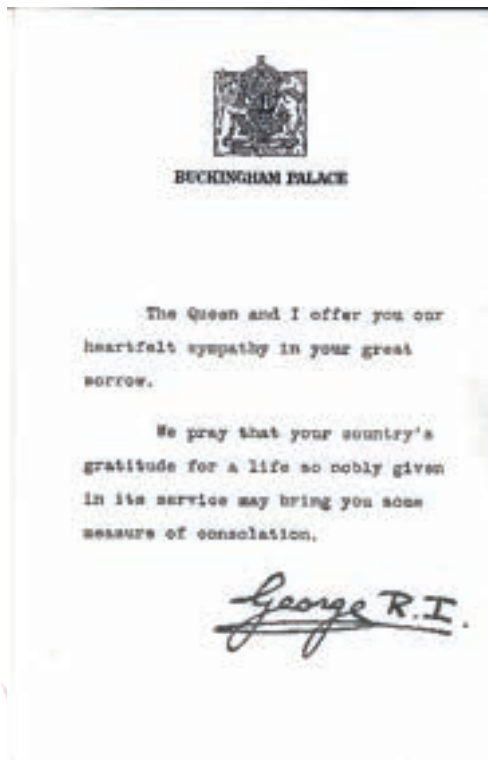 BUCKINGHAM PALACE
The Queen and I offer you our
heartfelt sympathy in your great
sorrow.
We pray that your country's
gratitude for a life so nobly given
in its service may bring you some
measure of consolation.
George R.I.